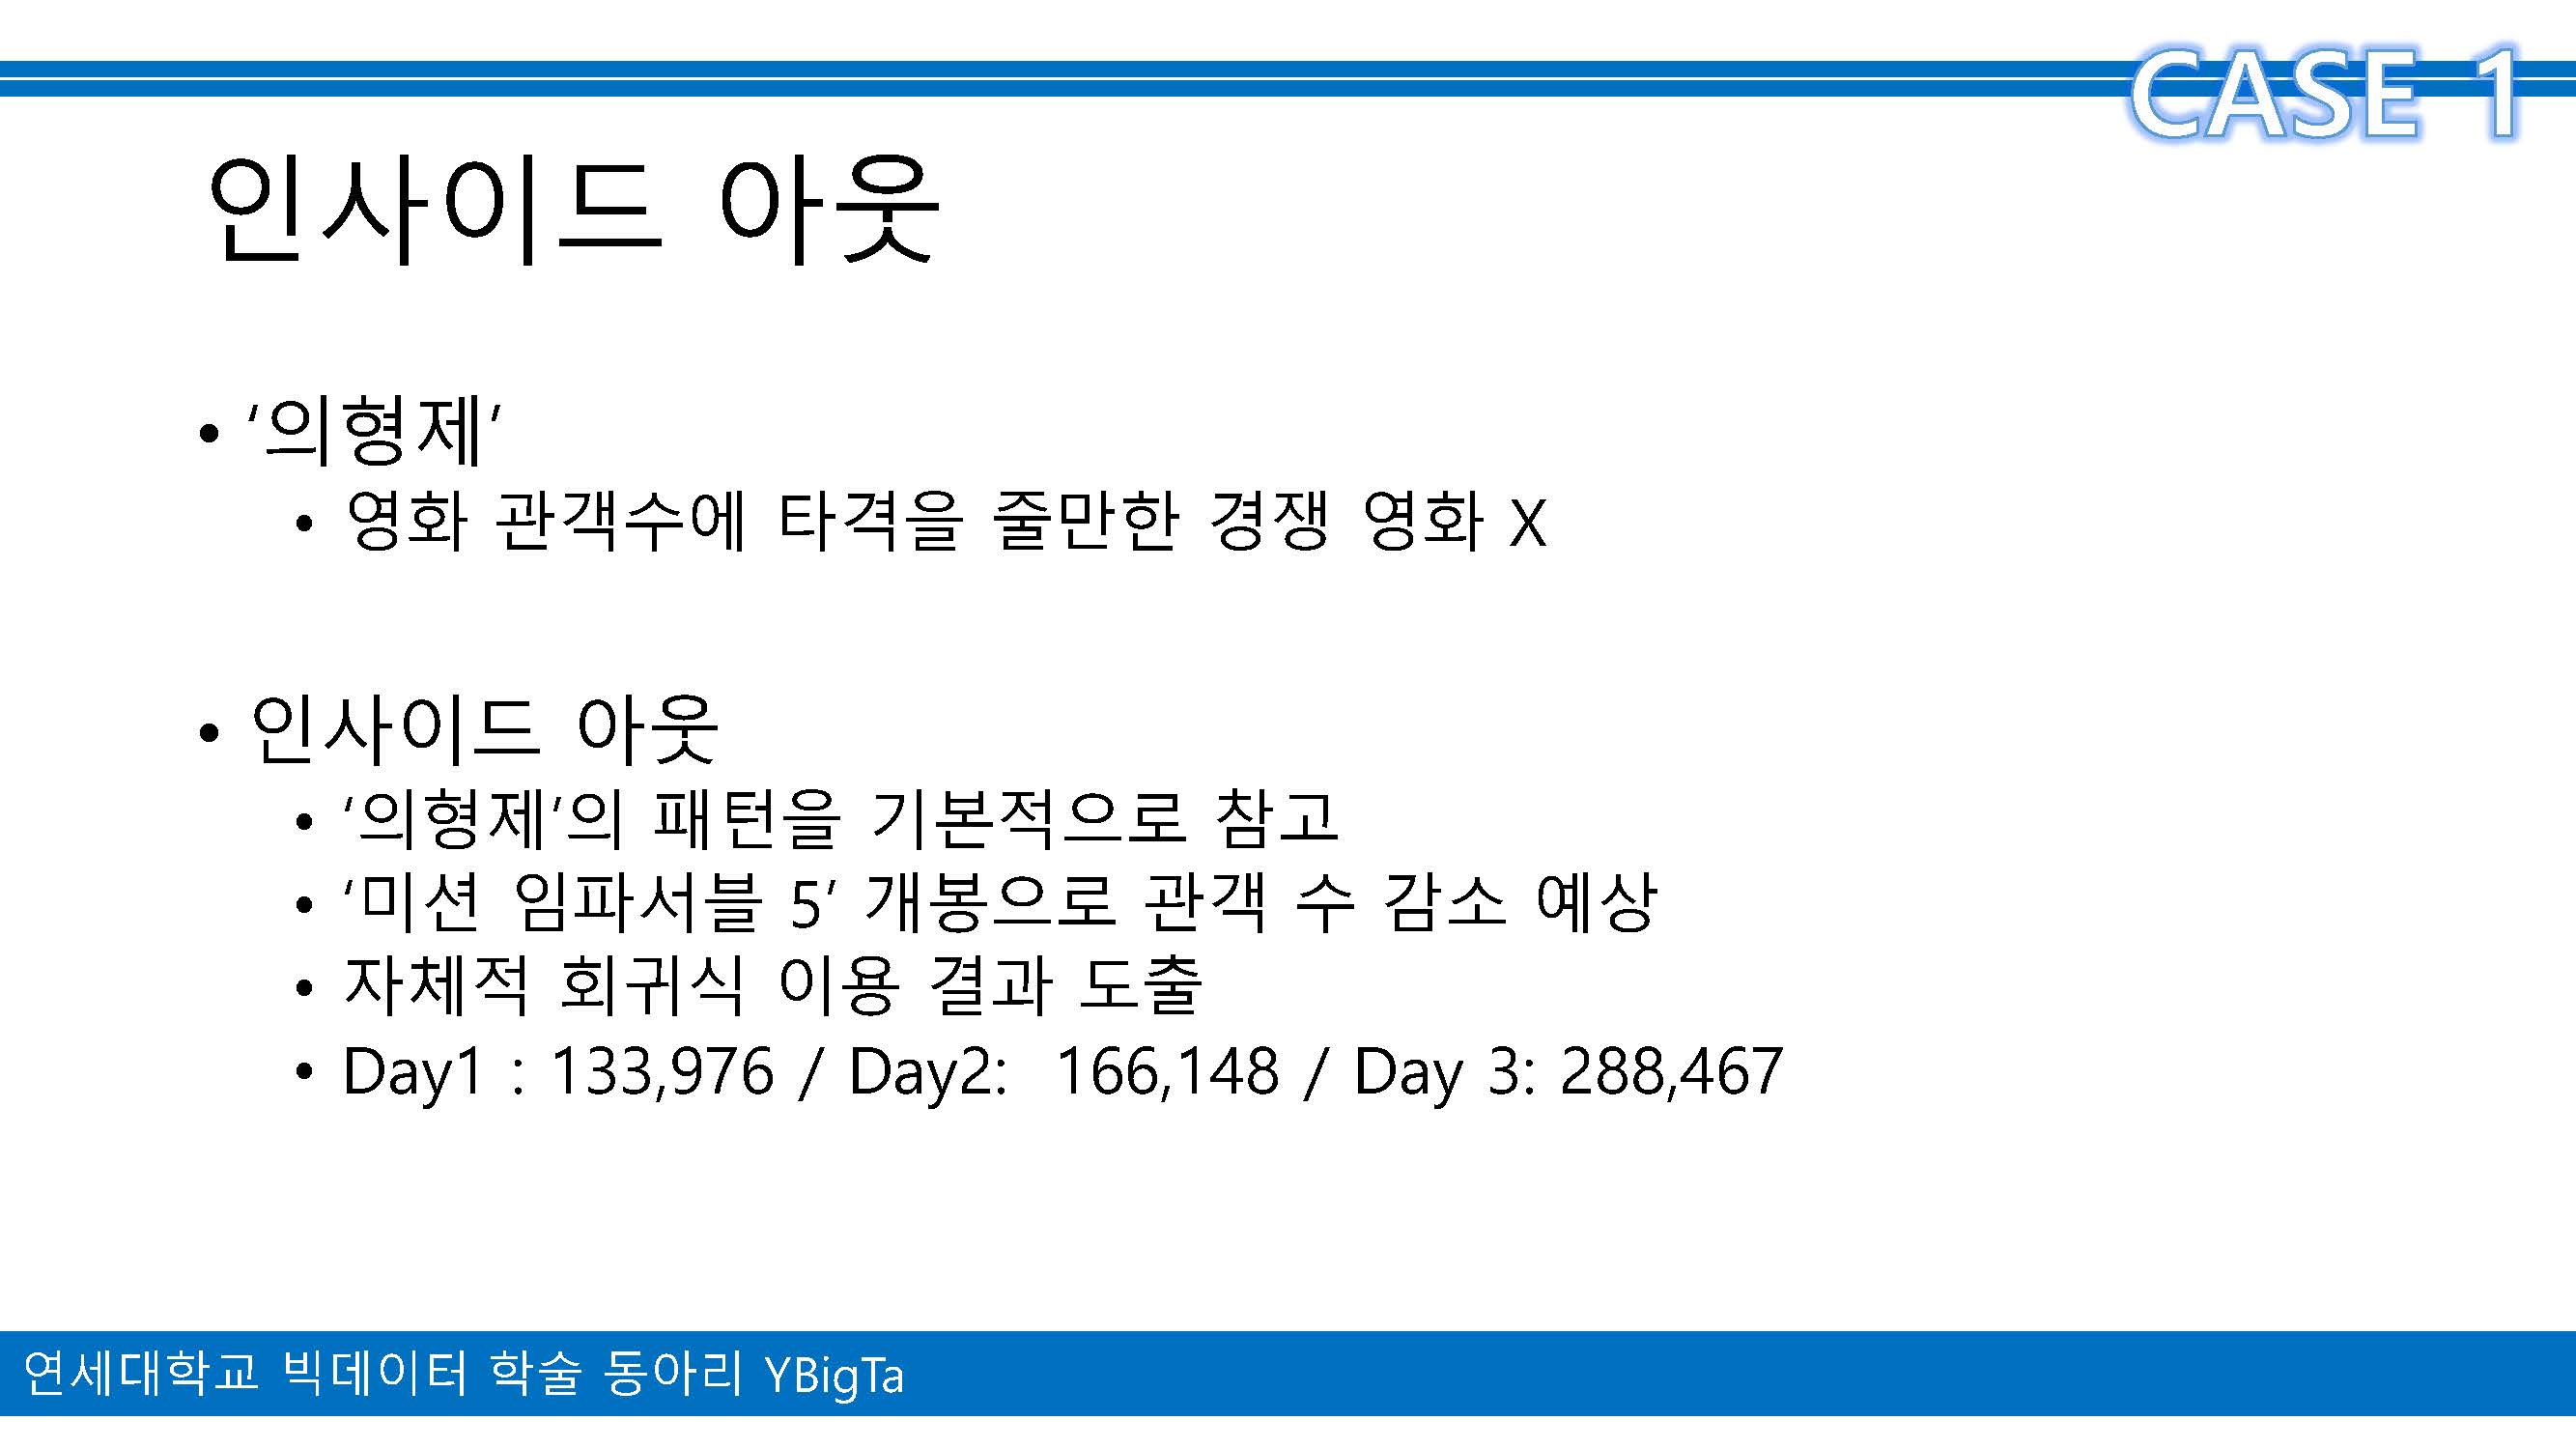 CASE 1
인사이드 아웃
• ‘의형제’
• 영화 관객수에 타격을 줄만한 경쟁 영화 X
• 인사이드 아웃
• ‘의형제’의 패턴을 기본적으로 참고
• ‘미션 임파서블 5’ 개봉으로 관객 수 감소 예상
• 자체적 회귀식 이용 결과 도출
• Day1 : 133,976 / Day2: 166,148 / Day 3: 288,467
연세대학교 빅데이터 학술 동아리 YBigTa